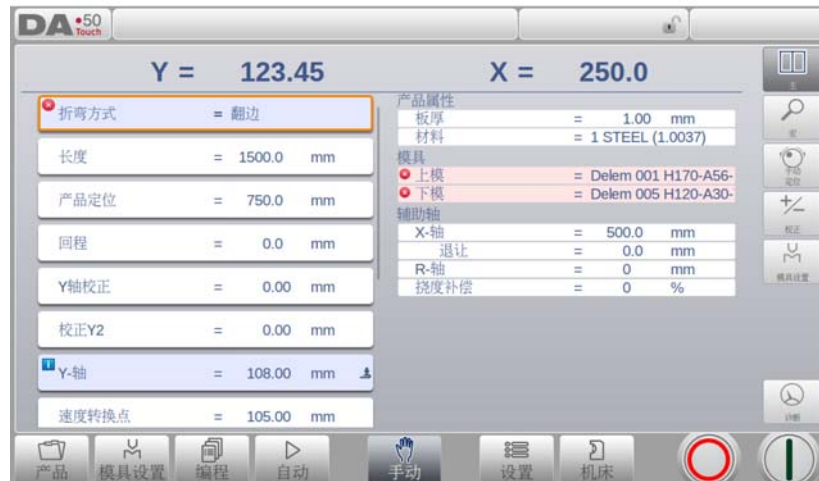 DA 50
Touch
Y = 123.45 X = 250.0
折弯方式 = 翻边
长度 = 1500.0 mm
产品定位 = 750.0 mm
回程 = 0.0 mm
Y轴校正 = 0.00 mm
校正Y2 = 0.00 mm
Y-轴 = 108.00 mm
速度转换点 = 105.00 mm
产品属性
板厚 = 1.00 mm
材料 = 1 STEEL (1.0037)
模具
上模 = Delem 001 H170-A56-
下模 = Delem 005 H120-A30-
辅助轴
X-轴 = 500.0 mm
退让 = 0.0 mm
R-轴 = 0 mm
挠度补偿 = 0 %
主
手动
定位
校正
模具设置
诊断
产品
模具设置
编程
自动
手动
设置
机床